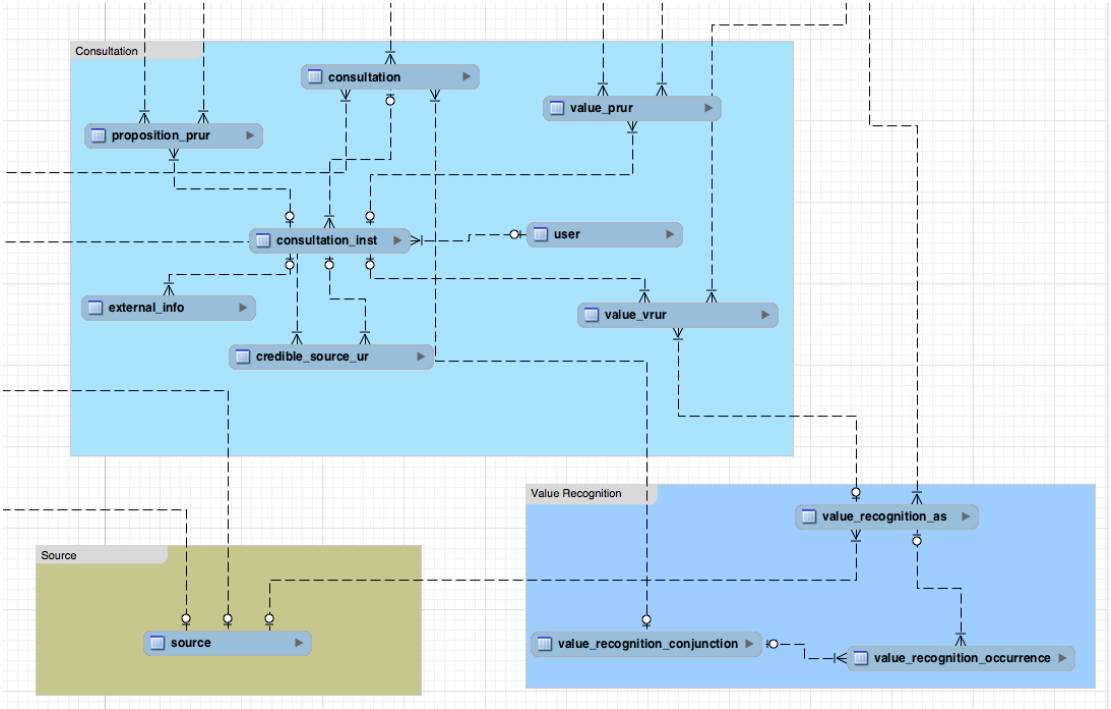 Consultation
consultation
value_prur
proposition_prur
user
consultation_inst
external_info
value_vrur
credible_source_ur
Value Recognition
value_recognition_as
Source
source
value_recognition_conjunction
value_recognition_occurrence